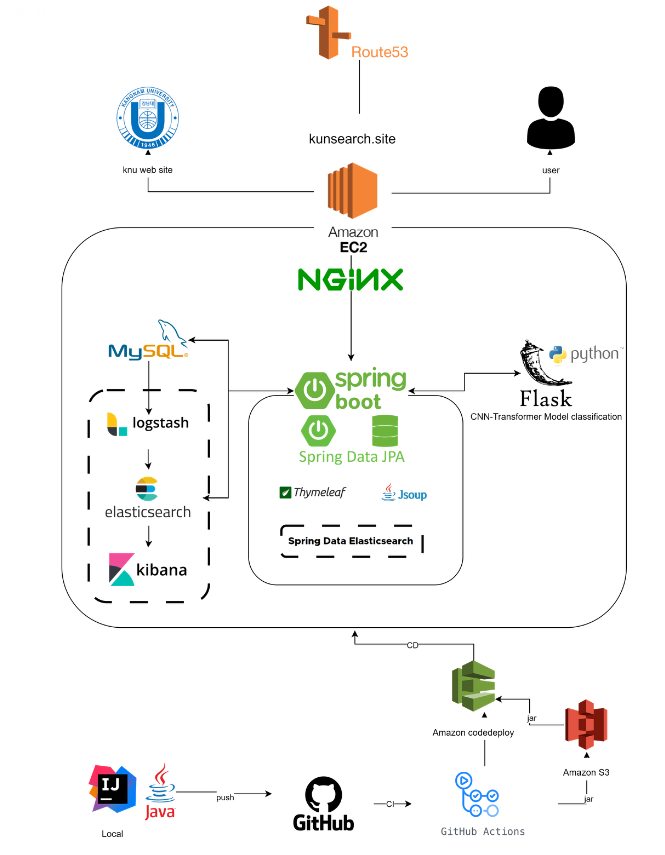 Route53
KANGNAM UNIVERSITY
1946
kunsearch.site
knu web site
user
Amazon
EC2
NGINX
MySQL
spring
boot
python
Flask
CNN-Transformer Model classification
logstash
Spring Data JPA
elasticsearch
Thymeleaf
Jsoup
Spring Data Elasticsearch
kibana
CD
jar
Amazon codedeploy
Amazon S3
IJ
Java
push
GitHub
CI
jar
Local
GitHub Actions